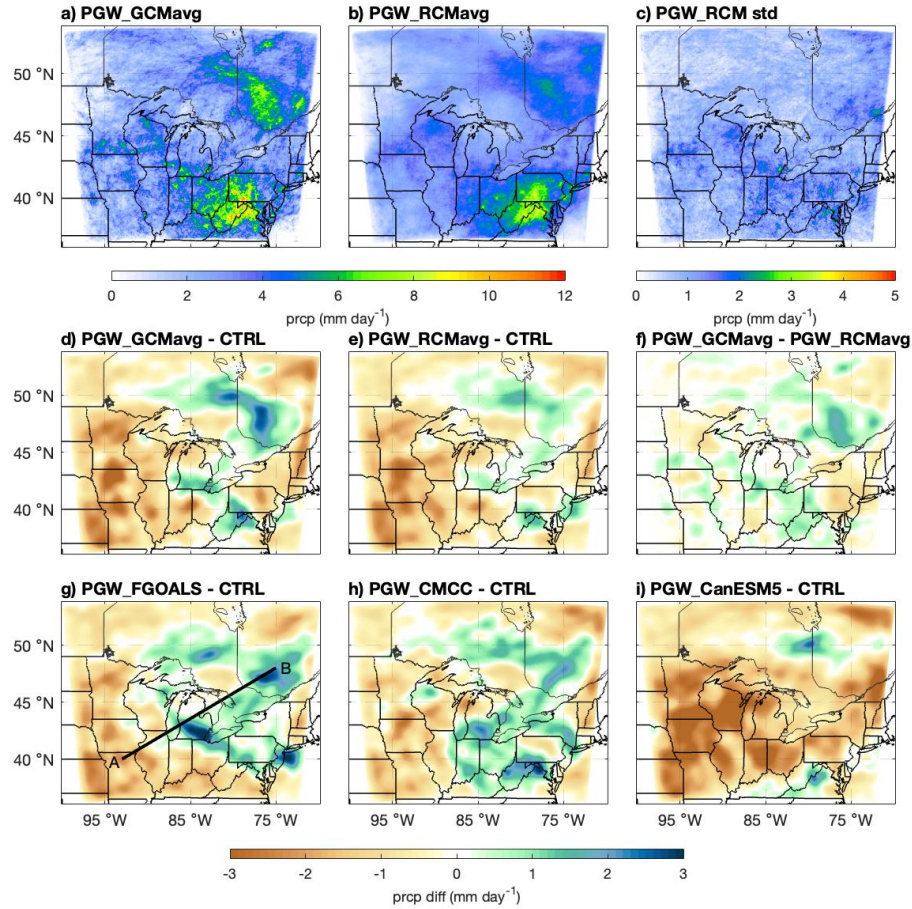 a) PGW_GCMavg
b) PGW_RCMavg
c) PGW_RCM std
50 °N
45 °N
40 °N
0 2 4 6 8 10 12
prcp (mm day⁻¹)
0 1 2 3 4 5
prcp (mm day⁻¹)
d) PGW_GCMavg - CTRL
e) PGW_RCMavg - CTRL
f) PGW_GCMavg - PGW_RCMavg
50 °N
45 °N
40 °N
g) PGW_FGOALS - CTRL
h) PGW_CMCC - CTRL
i) PGW_CanESM5 - CTRL
50 °N
B
45 °N
40 °N
A
95 °W 85 °W 75 °W
95 °W 85 °W 75 °W
95 °W 85 °W 75 °W
-3 -2 -1 0 1 2 3
prcp diff (mm day⁻¹)